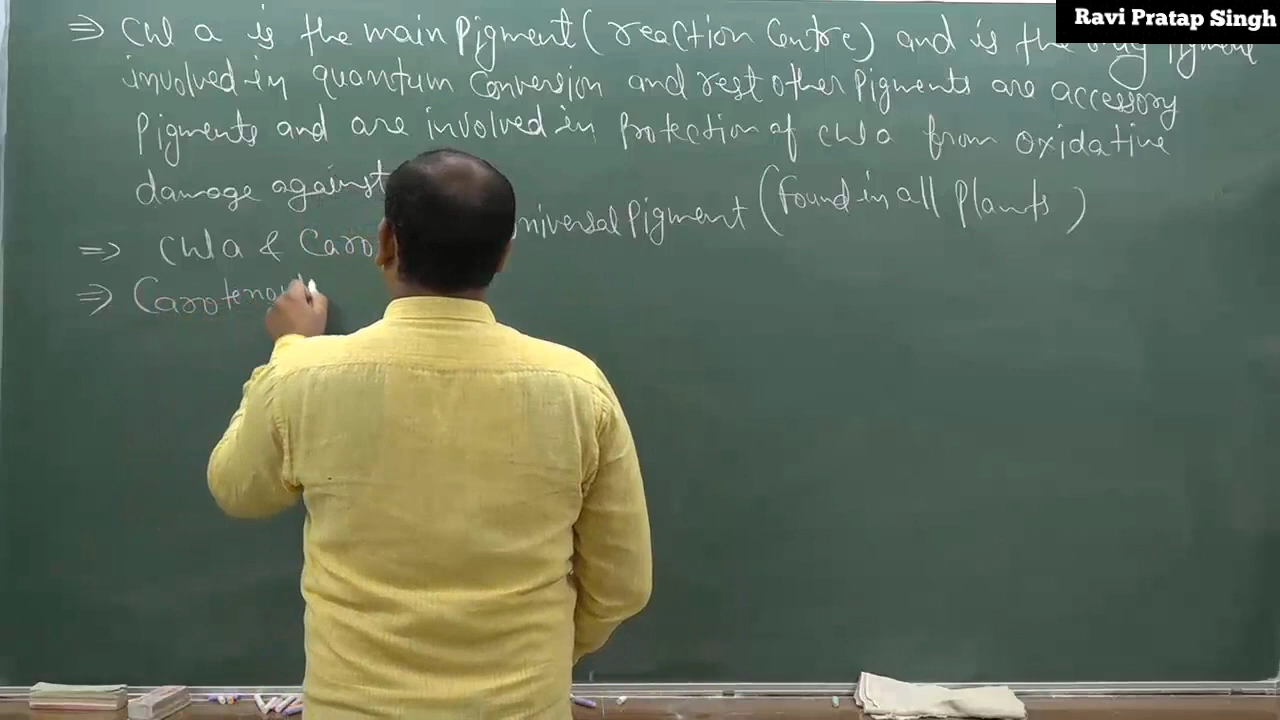 Ravi Pratap Singh
⇒ Chl a is the main Pigment ( reaction Centre ) and is the
involved in quantum Conversion and rest other Pigments are accessory
Pigments and are involved in Protection of Chl a from oxidative
damage against
⇒ Chl a & Caro niversal Pigment ( found in all Plants )
⇒ Caroteno